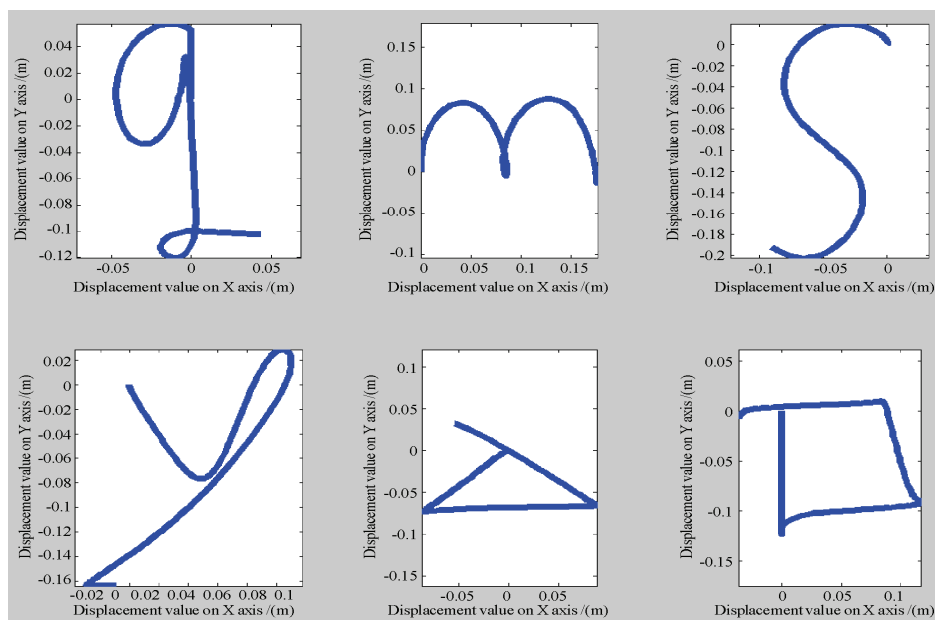 Displacement value on Y axis /(m)
0.04
0.02
0
-0.02
-0.04
-0.06
-0.08
-0.1
-0.12
-0.05 0 0.05
Displacement value on X axis /(m)
Displacement value on Y axis /(m)
0.15
0.1
0.05
0
-0.05
-0.1
0 0.05 0.1 0.15
Displacement value on X axis /(m)
Displacement value on Y axis /(m)
0
-0.02
-0.04
-0.06
-0.08
-0.1
-0.12
-0.14
-0.16
-0.18
-0.2
-0.1 -0.05 0
Displacement value on X axis /(m)
Displacement value on Y axis /(m)
0.02
0
-0.02
-0.04
-0.06
-0.08
-0.1
-0.12
-0.14
-0.16
-0.02 0 0.02 0.04 0.06 0.08 0.1
Displacement value on X axis /(m)
Displacement value on Y axis /(m)
0.1
0.05
0
-0.05
-0.1
-0.15
-0.05 0 0.05
Displacement value on X axis /(m)
Displacement value on Y axis /(m)
0.05
0
-0.05
-0.1
-0.15
0 0.05 0.1
Displacement value on X axis /(m)